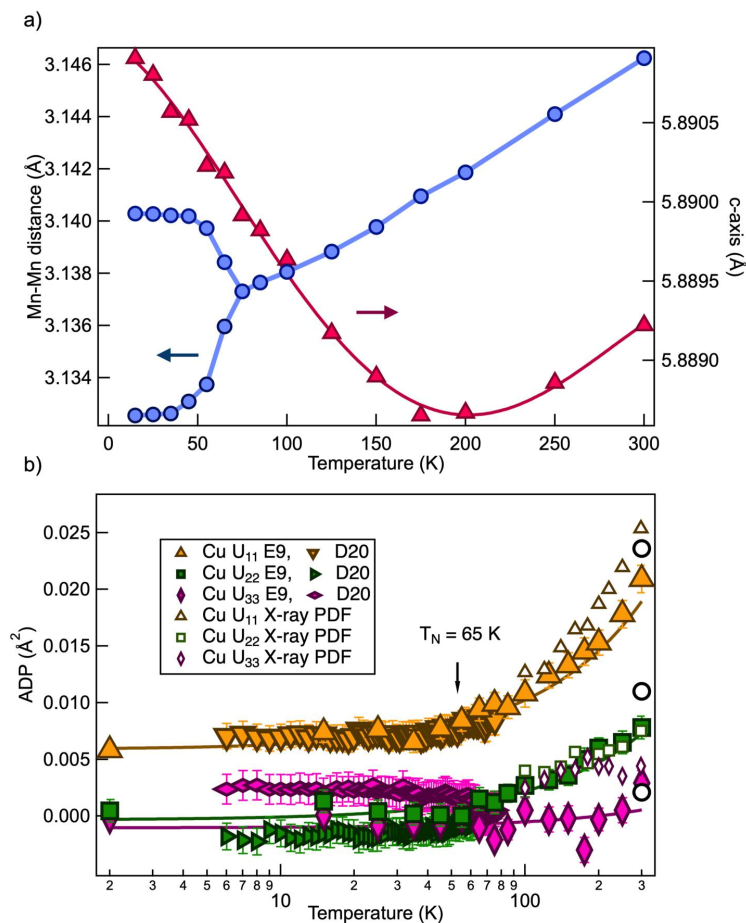 a)
3.146
3.144
3.142
3.140
3.138
3.136
3.134
Mn-Mn distance (Å)
5.8905
5.8900
5.8895
5.8890
c-axis (Å)
0 50 100 150 200 250 300
Temperature (K)
b)
0.025
0.020
0.015
0.010
0.005
0.000
ADP (Å²)
Cu U₁₁ E9, D20
Cu U₂₂ E9, D20
Cu U₃₃ E9, D20
Cu U₁₁ X-ray PDF
Cu U₂₂ X-ray PDF
Cu U₃₃ X-ray PDF
T_N = 65 K
2 3 4 5 6 7 8 9 10 2 3 4 5 6 7 8 9 100 2 3
Temperature (K)